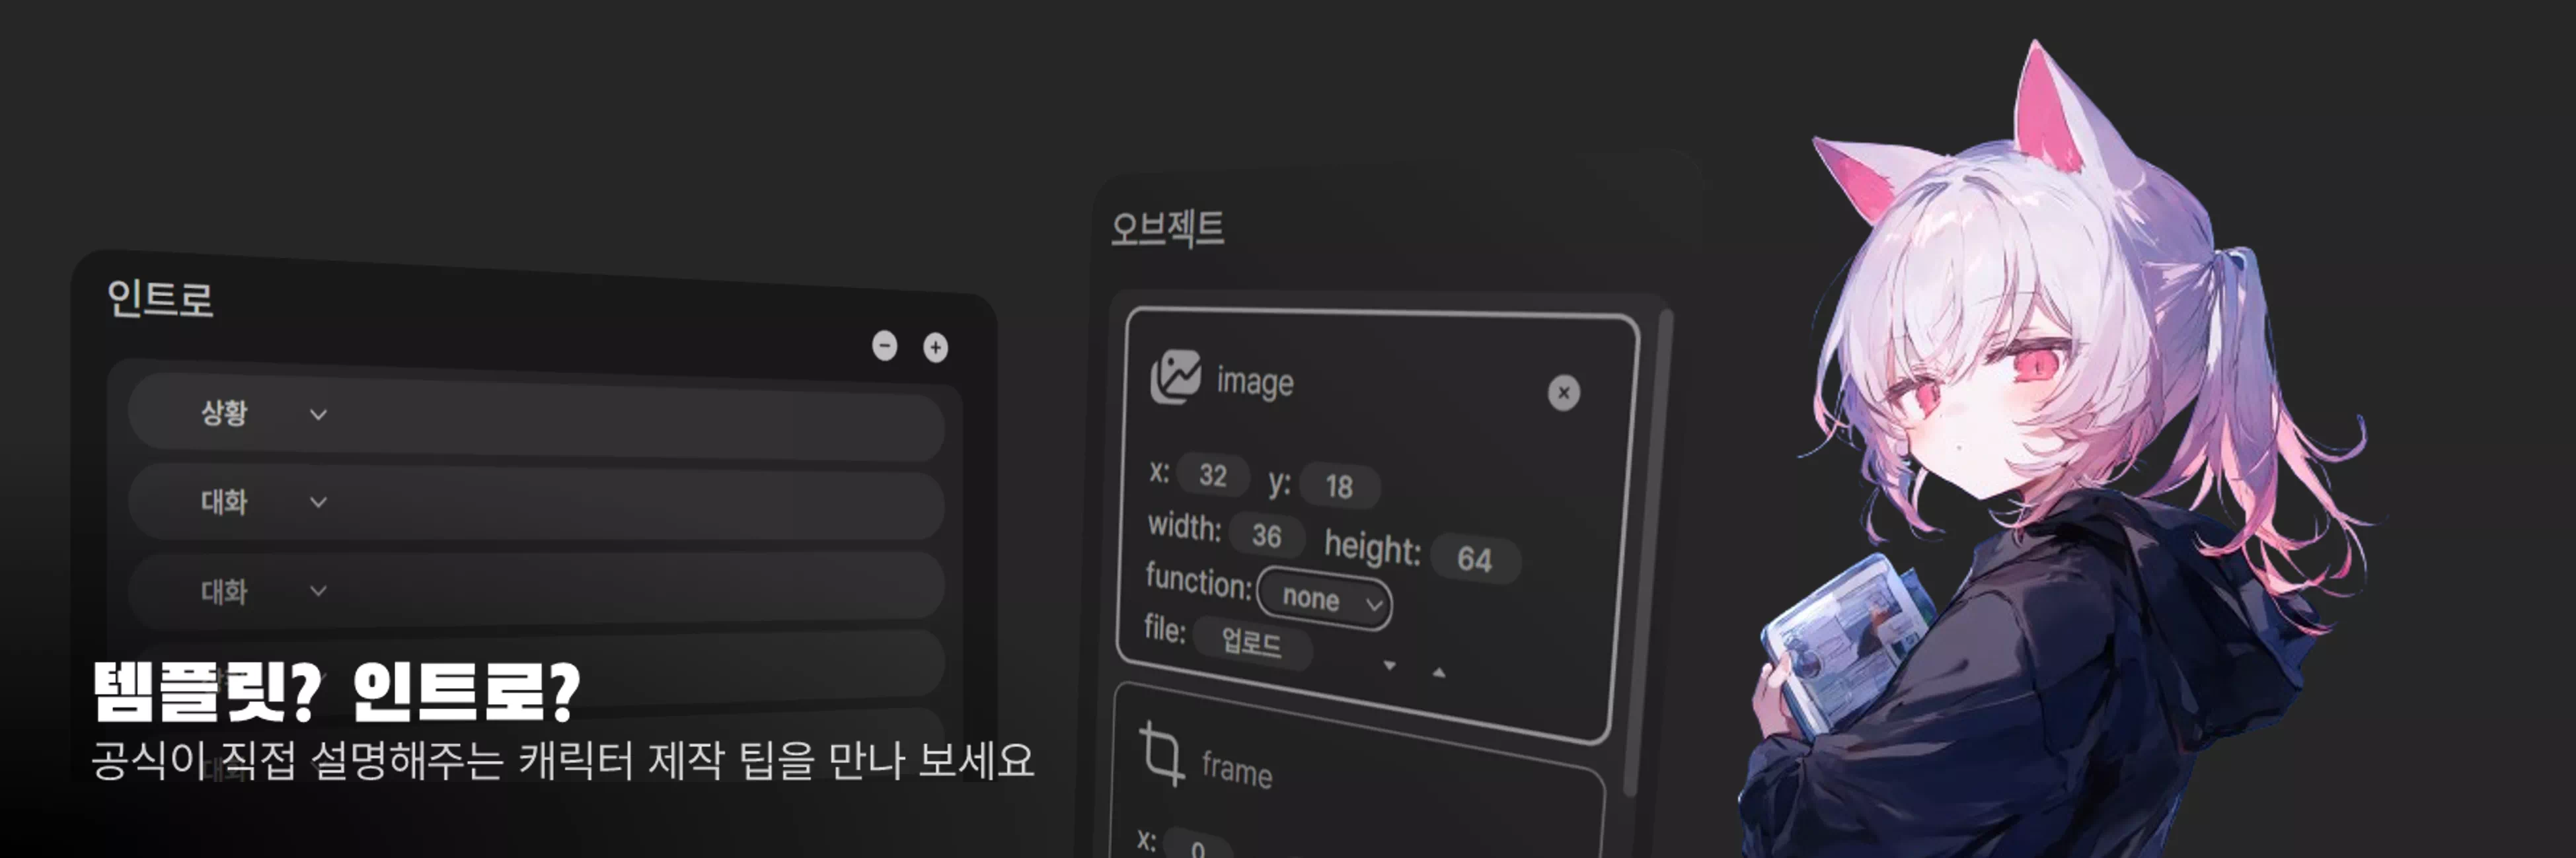 인트로
상황
대화
대화
템플릿? 인트로?
공식이 직접 설명해주는 캐릭터 제작 팁을 만나 보세요
오브젝트
image
x: 32 y: 18
width: 36 height: 64
function: none
file: 업로드
frame
x: 0